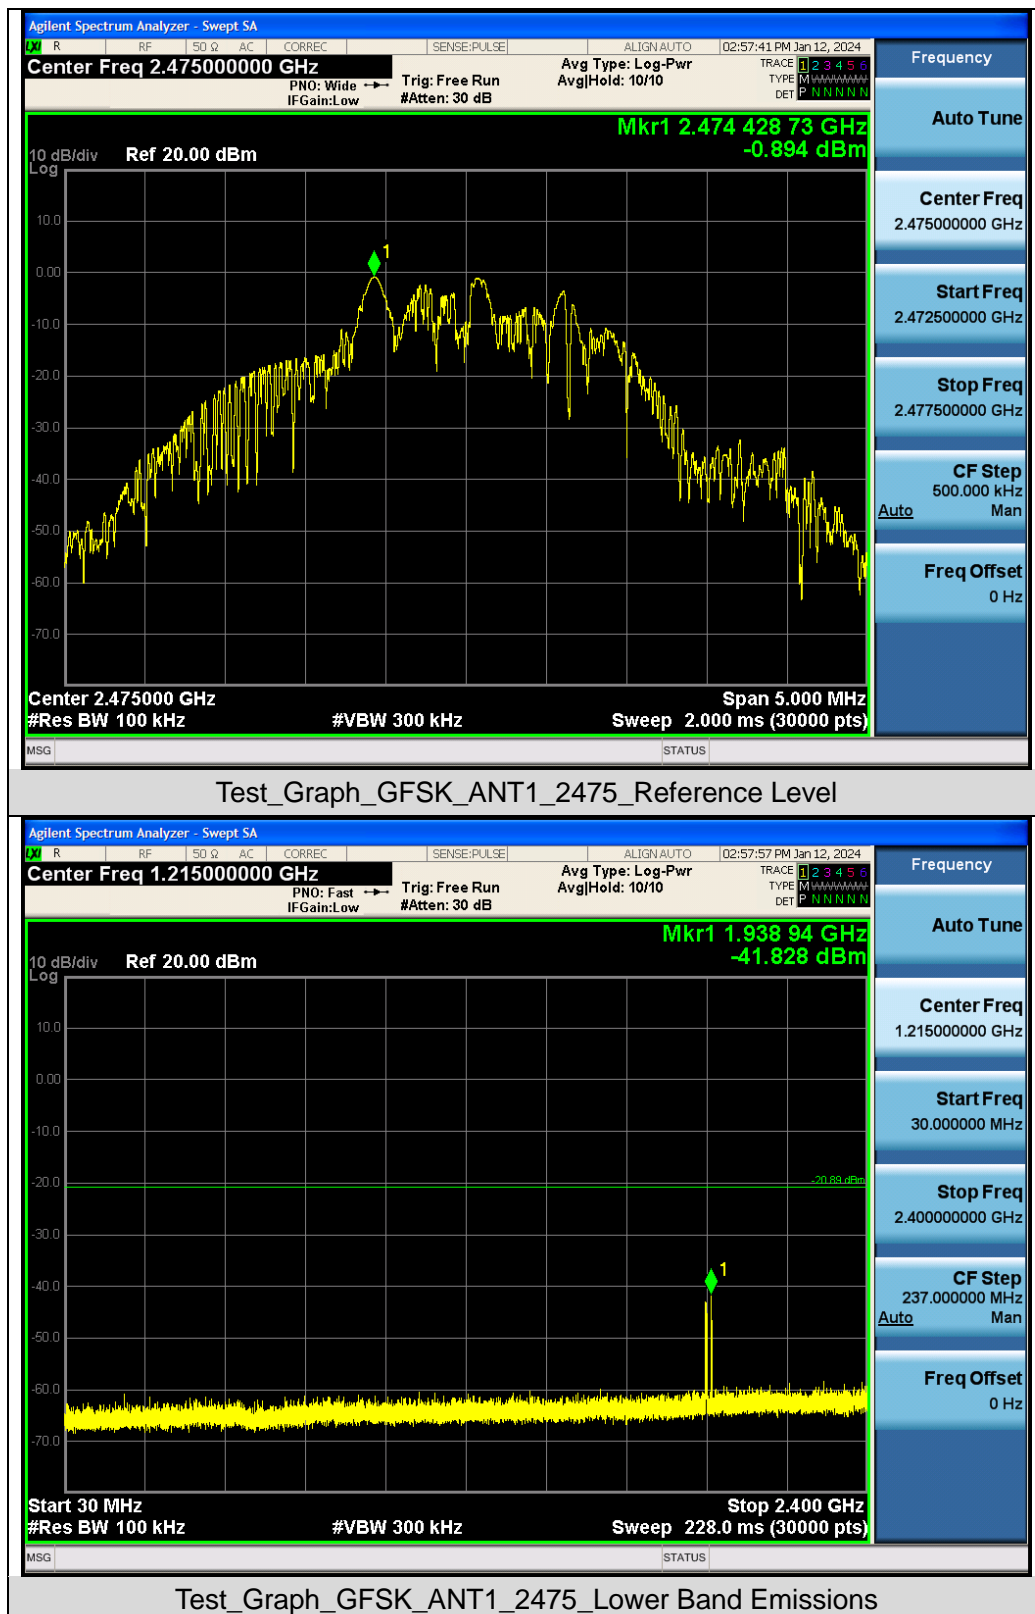 Agilent Spectrum Analyzer - Swept SA
LXI R RF 50 Ω AC CORREC SENSE:PULSE ALIGN AUTO 02:57:41 PM Jan 12, 2024
Center Freq 2.475000000 GHz
PNO: Wide
IFGain:Low
Trig: Free Run
#Atten: 30 dB
Avg Type: Log-Pwr
Avg|Hold: 10/10
TRACE 1 2 3 4 5 6
TYPE M
DET P N N N N N
Frequency
Mkr1 2.474 428 73 GHz
-0.894 dBm
10 dB/div Ref 20.00 dBm
Log
10.0
0.00
-10.0
-20.0
-30.0
-40.0
-50.0
-60.0
-70.0
1
Center 2.475000 GHz Span 5.000 MHz
#Res BW 100 kHz #VBW 300 kHz Sweep 2.000 ms (30000 pts)
Auto Tune
Center Freq
2.475000000 GHz
Start Freq
2.472500000 GHz
Stop Freq
2.477500000 GHz
CF Step
500.000 kHz
Auto Man
Freq Offset
0 Hz
MSG STATUS
Test_Graph_GFSK_ANT1_2475_Reference Level
Agilent Spectrum Analyzer - Swept SA
LXI R RF 50 Ω AC CORREC SENSE:PULSE ALIGN AUTO 02:57:57 PM Jan 12, 2024
Center Freq 1.215000000 GHz
PNO: Fast
IFGain:Low
Trig: Free Run
#Atten: 30 dB
Avg Type: Log-Pwr
Avg|Hold: 10/10
TRACE 1 2 3 4 5 6
TYPE M
DET P N N N N N
Frequency
Mkr1 1.938 94 GHz
-41.828 dBm
10 dB/div Ref 20.00 dBm
Log
10.0
0.00
-10.0
-20.0
-30.0
-40.0
-50.0
-60.0
-70.0
-20.89 dBm
1
Start 30 MHz Stop 2.400 GHz
#Res BW 100 kHz #VBW 300 kHz Sweep 228.0 ms (30000 pts)
Auto Tune
Center Freq
1.215000000 GHz
Start Freq
30.000000 MHz
Stop Freq
2.400000000 GHz
CF Step
237.000000 MHz
Auto Man
Freq Offset
0 Hz
MSG STATUS
Test_Graph_GFSK_ANT1_2475_Lower Band Emissions